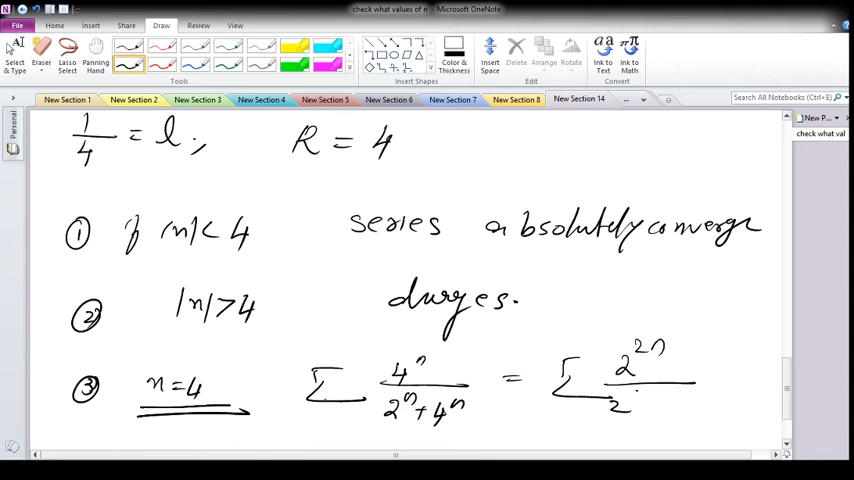 check what values of n - Microsoft OneNote
File Home Insert Share Draw Review View
Select & Type Eraser Lasso Select Panning Hand Color & Thickness Insert Space Delete Arrange Rotate Ink to Text Ink to Math
Tools Insert Shapes Edit Convert
Personal New Section 1 New Section 2 New Section 3 New Section 4 New Section 5 New Section 6 New Section 7 New Section 8 New Section 14 ... Search All Notebooks (Ctrl+E)
New P...
check what val
1/4 = l ; R = 4
① if |x| < 4 series absolutely converge
② |x| > 4
③ x = 4 Σ 4^n / 2^n + 4^n = Σ 2^2n / 2